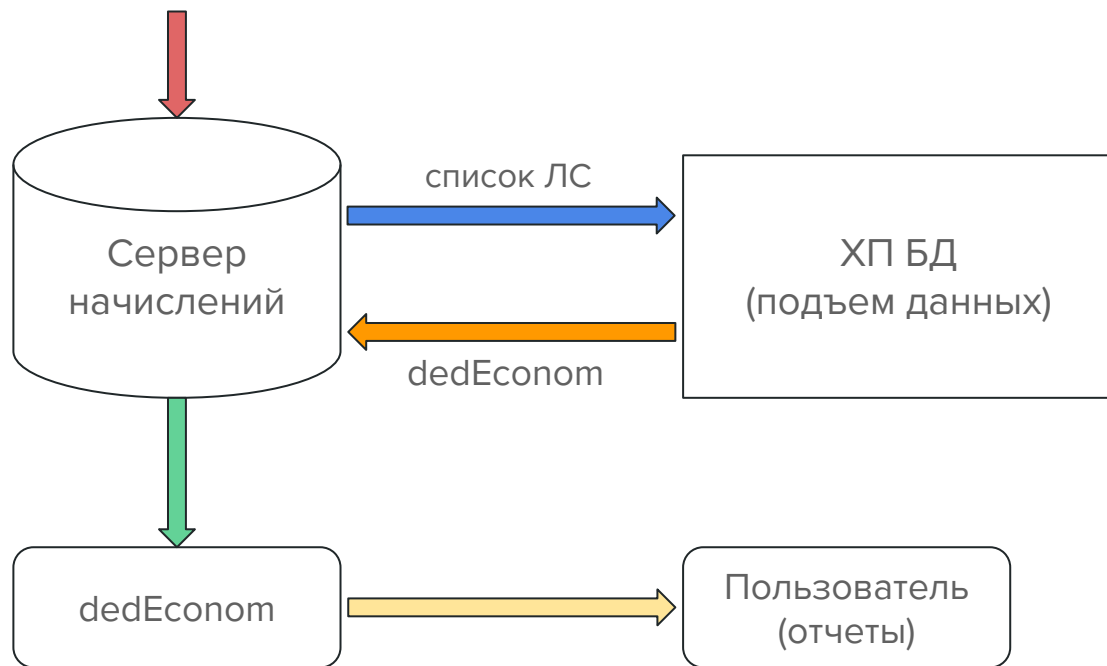 список ЛС
Сервер
начислений
ХП БД
(подъем данных)
dedEconom
dedEconom
Пользователь
(отчеты)